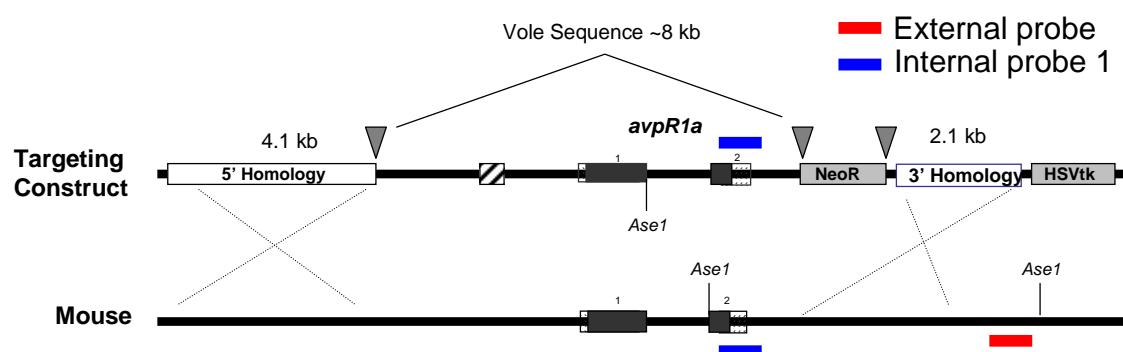 Vole Sequence ~8 kb
External probe
Internal probe 1
4.1 kb
avpR1a
2.1 kb
Targeting
Construct
5’ Homology
1
2
NeoR
3’ Homology
HSVtk
Ase1
Ase1
Ase1
Mouse
1
2